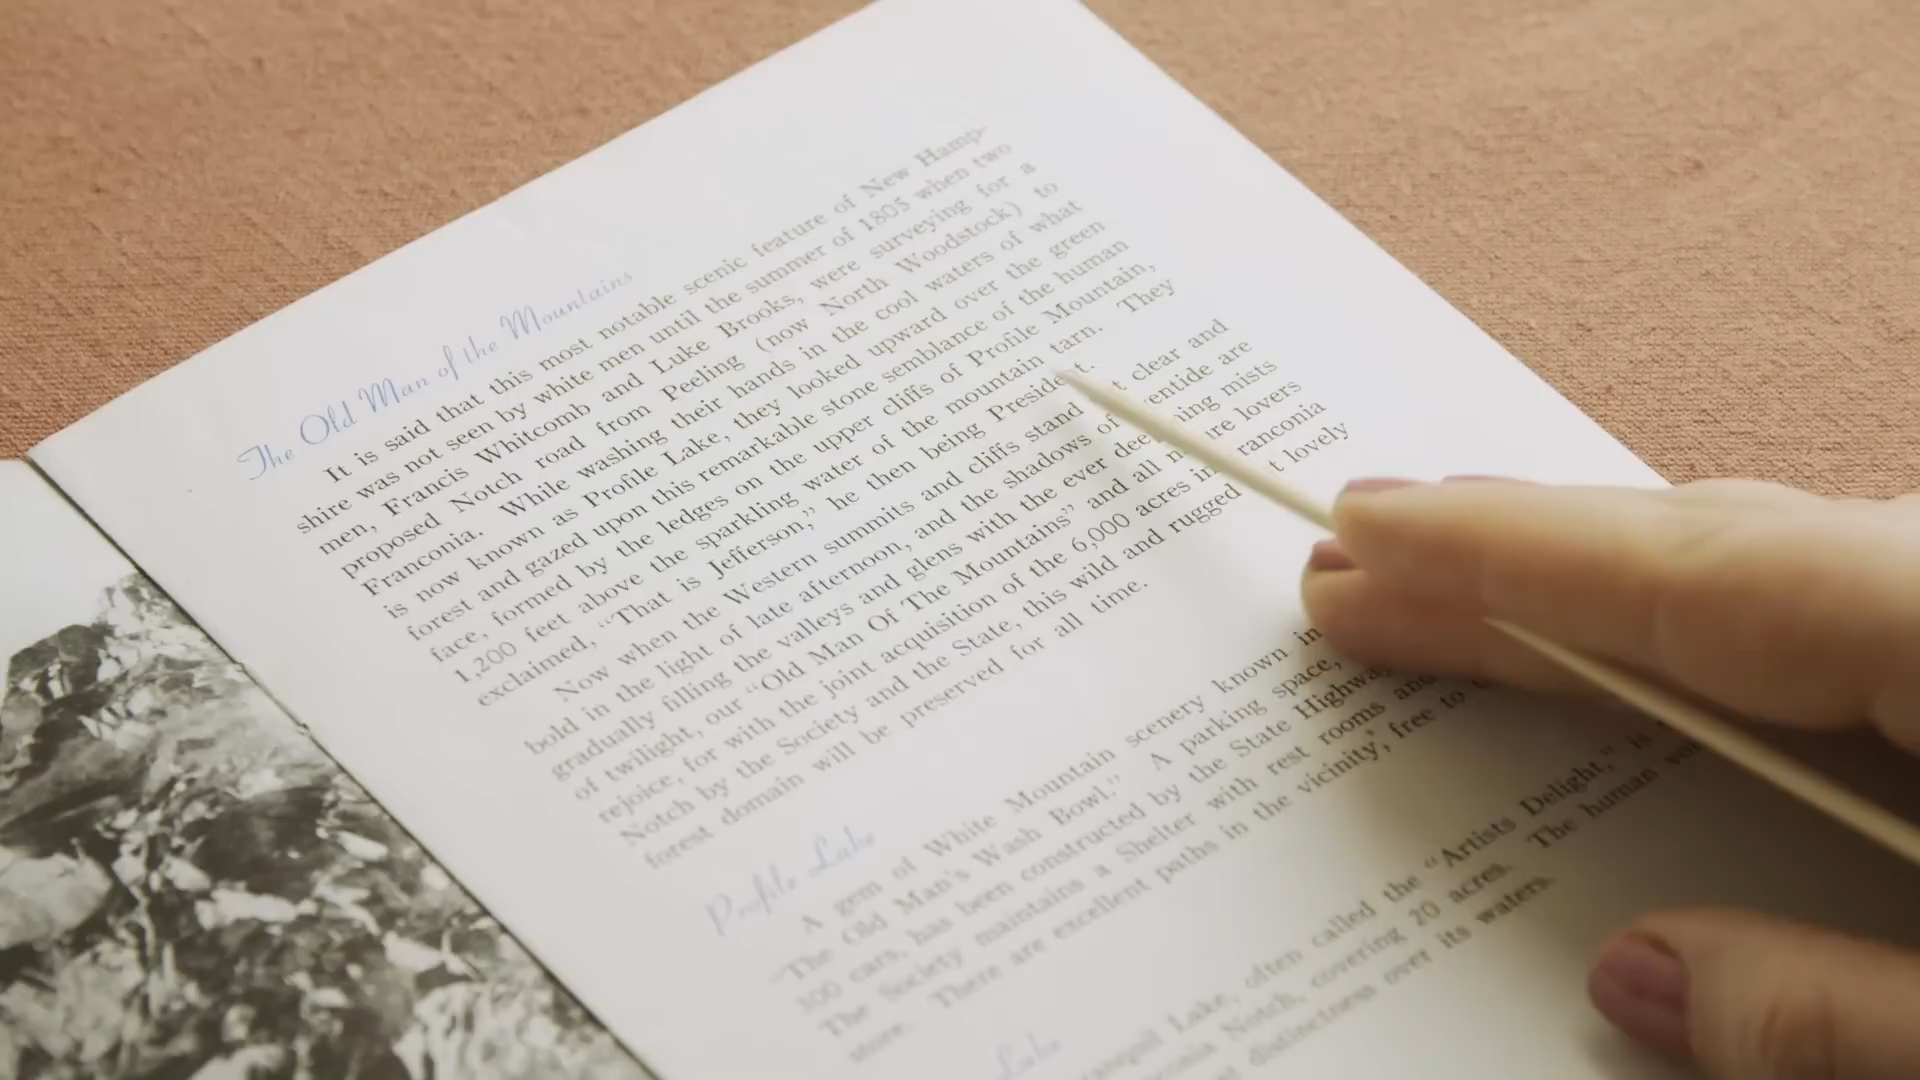 The Old Man of the Mountains
It is said that this most notable scenic feature of New Hamp-
shire was not seen by white men until the summer of 1805 when two
men, Francis Whitcomb and Luke Brooks, were surveying for a
proposed Notch road from Peeling (now North Woodstock) to
Franconia. While washing their hands in the cool waters of what
is now known as Profile Lake, they looked upward over the green
forest and gazed upon this remarkable stone semblance of the human
face, formed by the ledges on the upper cliffs of Profile Mountain,
1,200 feet above the sparkling water of the mountain tarn. They
exclaimed, "That is Jefferson," he then being President.
Now when the Western summits and cliffs stand clear and
bold in the light of late afternoon, and the shadows of
gradually filling the valleys and glens with the ever deepening mists
of twilight, our "Old Man Of The Mountains" and all lovers
rejoice, for with the joint acquisition of the 6,000 acres in
Notch by the Society and the State, this wild and rugged lovely
forest domain will be preserved for all time.
Profile Lake
A gem of White Mountain scenery known in
The Old Man's Wash Bowl." A parking space,
100 cars, has been constructed by the State Highway
The Society maintains a Shelter with rest rooms and
store. There are excellent paths in the vicinity, free to
Lake
Lake, often called the "Artists Delight," is
Notch, covering 20 acres. The human
distinctness over its waters.